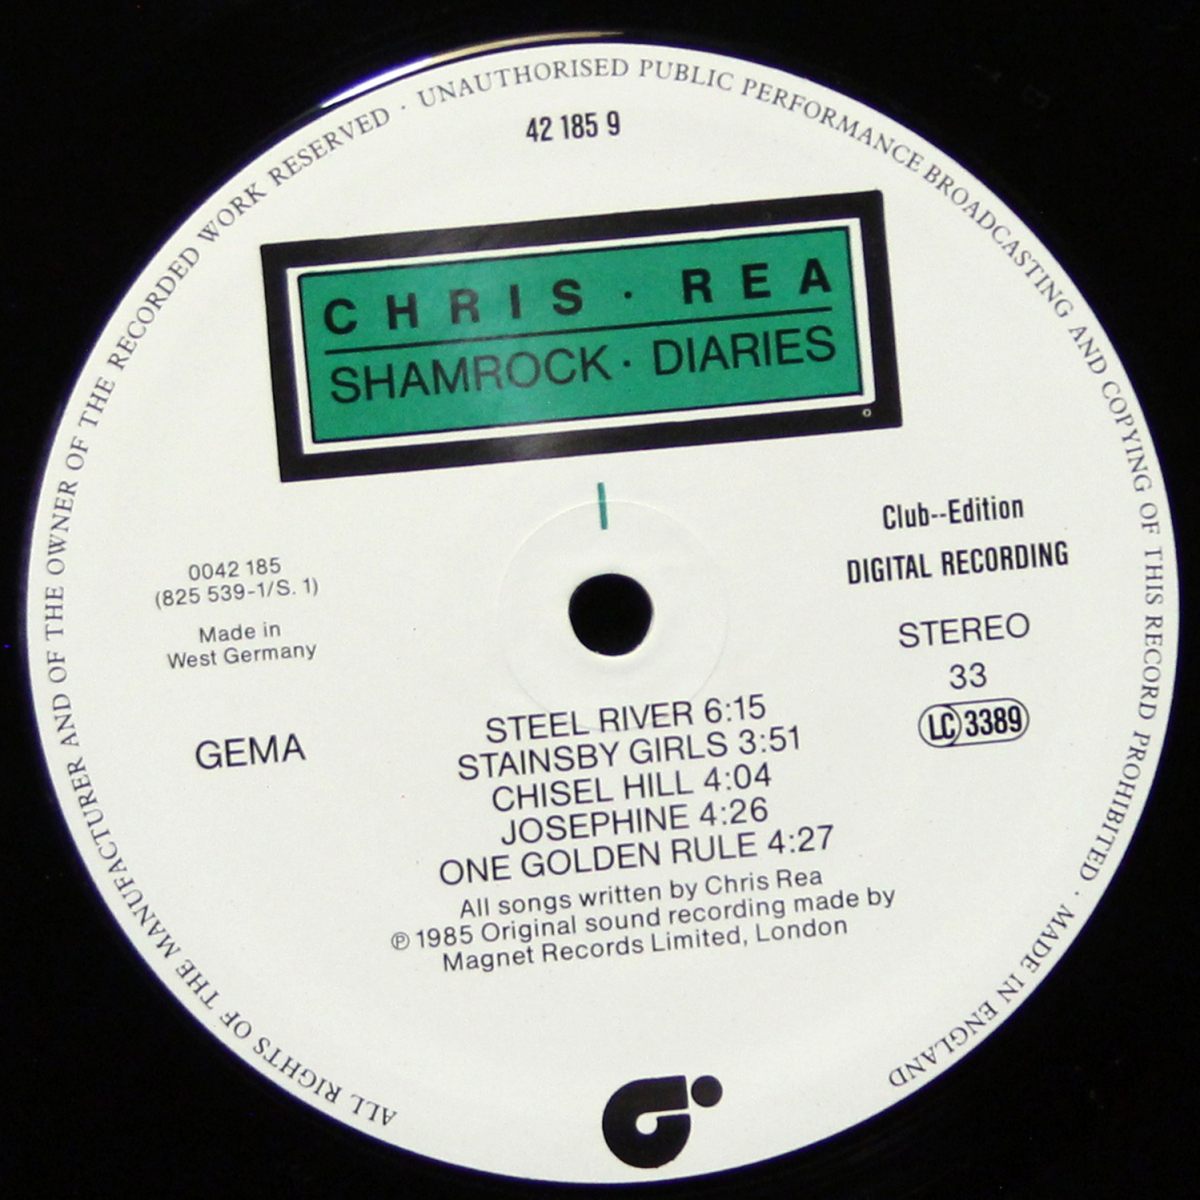 ALL RIGHTS OF THE MANUFACTURER AND OF THE OWNER OF THE RECORDED WORK RESERVED · UNAUTHORISED PUBLIC PERFORMANCE BROADCASTING AND COPYING OF THIS RECORD PROHIBITED · MADE IN ENGLAND
42 185 9
CHRIS · REA
SHAMROCK · DIARIES
Club--Edition
DIGITAL RECORDING
0042 185
(825 539-1/S. 1)
Made in
West Germany
STEREO
33
LC 3389
GEMA
STEEL RIVER 6:15
STAINSBY GIRLS 3:51
CHISEL HILL 4:04
JOSEPHINE 4:26
ONE GOLDEN RULE 4:27
All songs written by Chris Rea
℗ 1985 Original sound recording made by
Magnet Records Limited, London